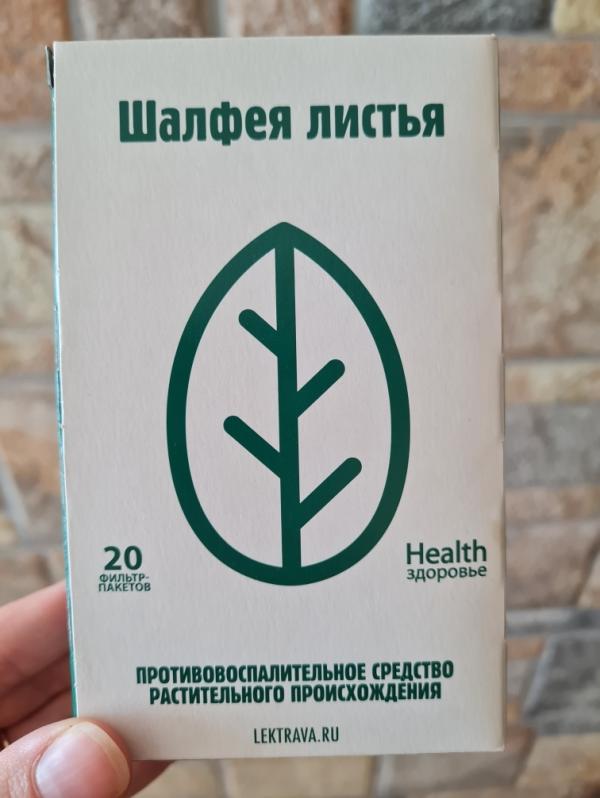 Шалфея листья
20
ФИЛЬТР-
ПАКЕТОВ
Health
здоровье
ПРОТИВОВОСПАЛИТЕЛЬНОЕ СРЕДСТВО
РАСТИТЕЛЬНОГО ПРОИСХОЖДЕНИЯ
LEKTRAVA.RU